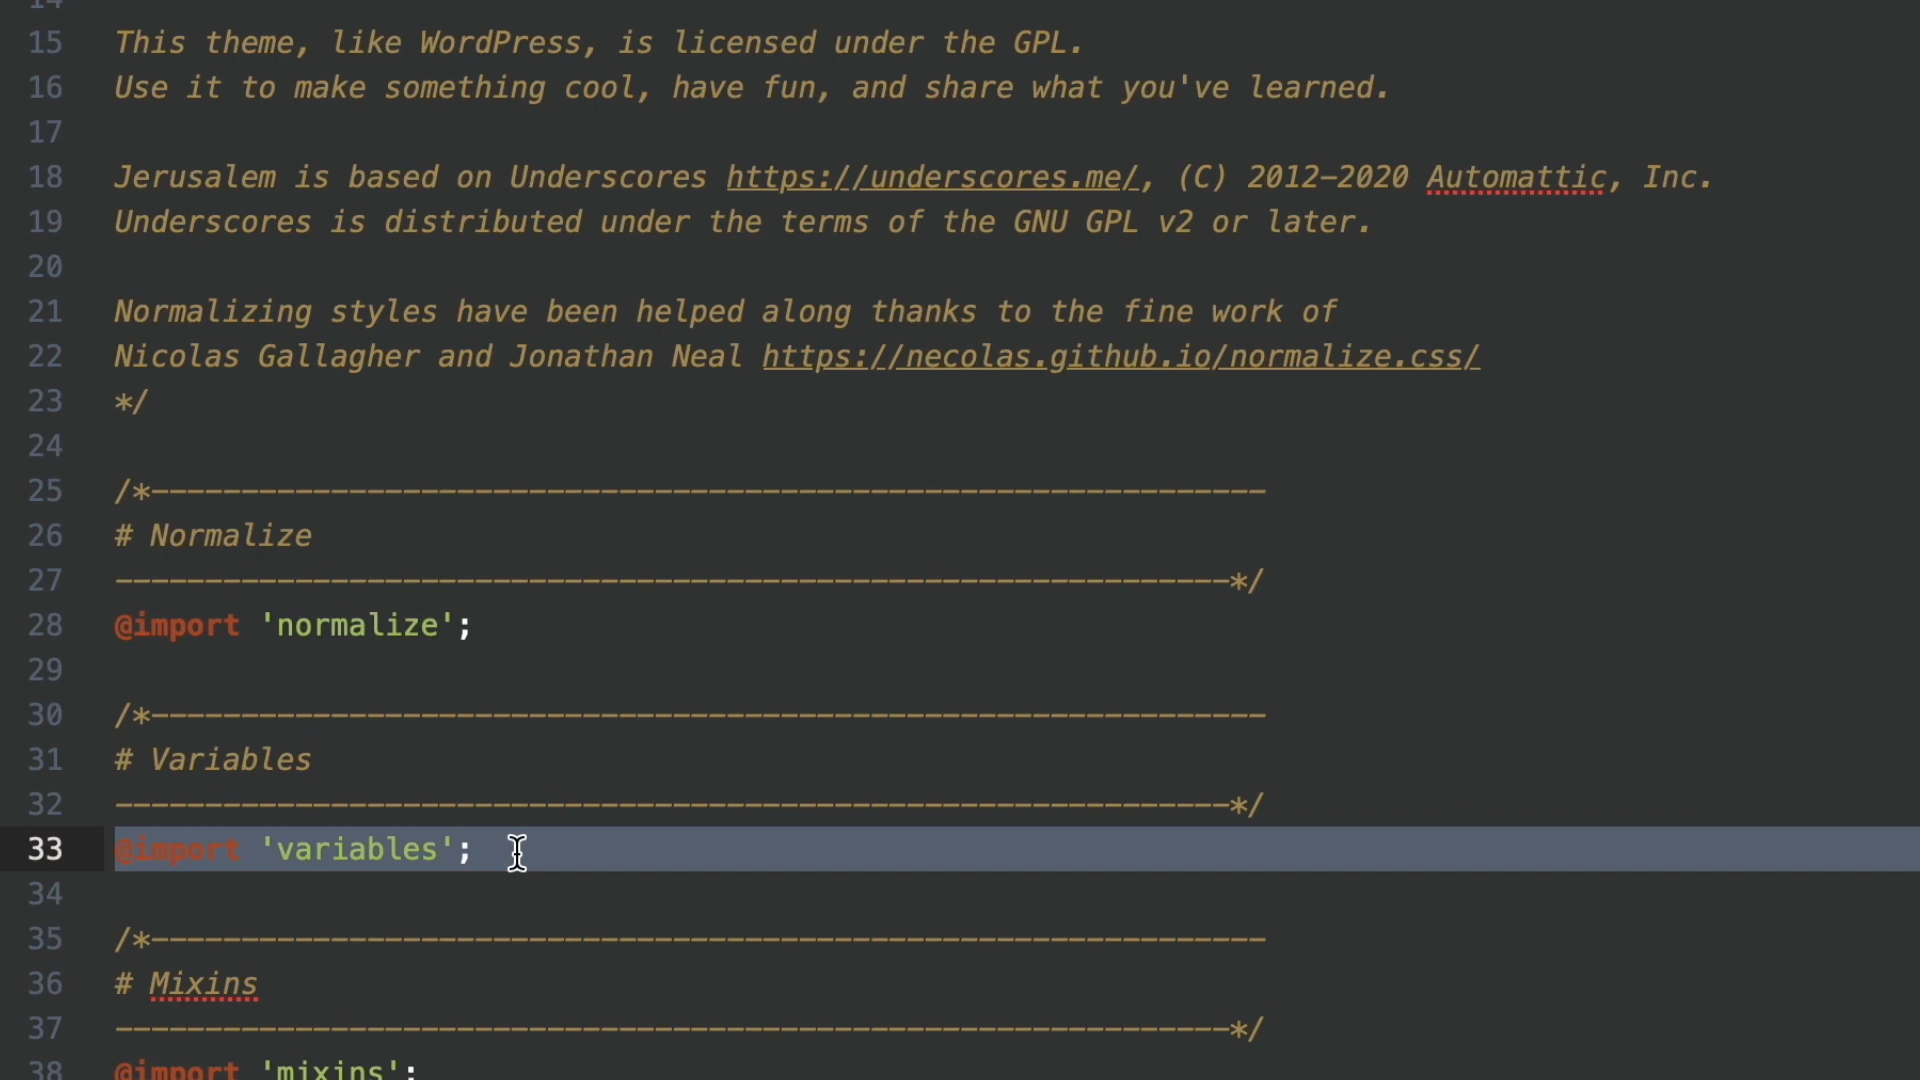 14
15 This theme, like WordPress, is licensed under the GPL.
16 Use it to make something cool, have fun, and share what you've learned.
17
18 Jerusalem is based on Underscores https://underscores.me/, (C) 2012-2020 Automattic, Inc.
19 Underscores is distributed under the terms of the GNU GPL v2 or later.
20
21 Normalizing styles have been helped along thanks to the fine work of
22 Nicolas Gallagher and Jonathan Neal https://necolas.github.io/normalize.css/
23 */
24
25 /*--------------------------------------------------------------
26 # Normalize
27 --------------------------------------------------------------*/
28 @import 'normalize';
29
30 /*--------------------------------------------------------------
31 # Variables
32 --------------------------------------------------------------*/
33 @import 'variables';
34
35 /*--------------------------------------------------------------
36 # Mixins
37 --------------------------------------------------------------*/
38 @import 'mixins';